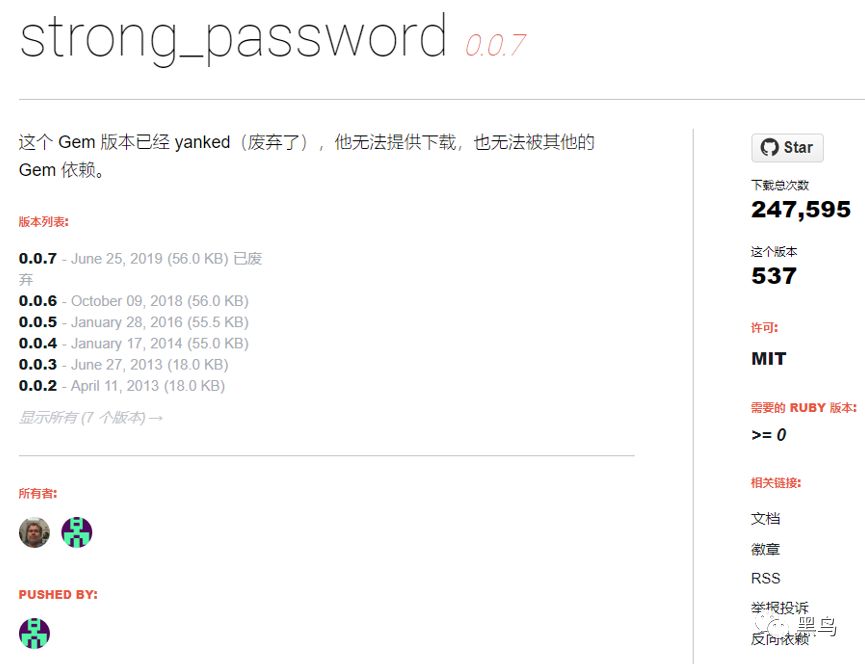 strong_password 0.0.7
这个 Gem 版本已经 yanked（废弃了），他无法提供下载，也无法被其他的
Gem 依赖。
版本列表:
0.0.7 - June 25, 2019 (56.0 KB) 已废
弃
0.0.6 - October 09, 2018 (56.0 KB)
0.0.5 - January 28, 2016 (55.5 KB)
0.0.4 - January 17, 2014 (55.0 KB)
0.0.3 - June 27, 2013 (18.0 KB)
0.0.2 - April 11, 2013 (18.0 KB)
显示所有 (7 个版本) →
所有者:
PUSHED BY:
Star
下载总次数
247,595
这个版本
537
许可:
MIT
需要的 RUBY 版本:
>= 0
相关链接:
文档
徽章
RSS
举报投诉
反向依赖
黑鸟